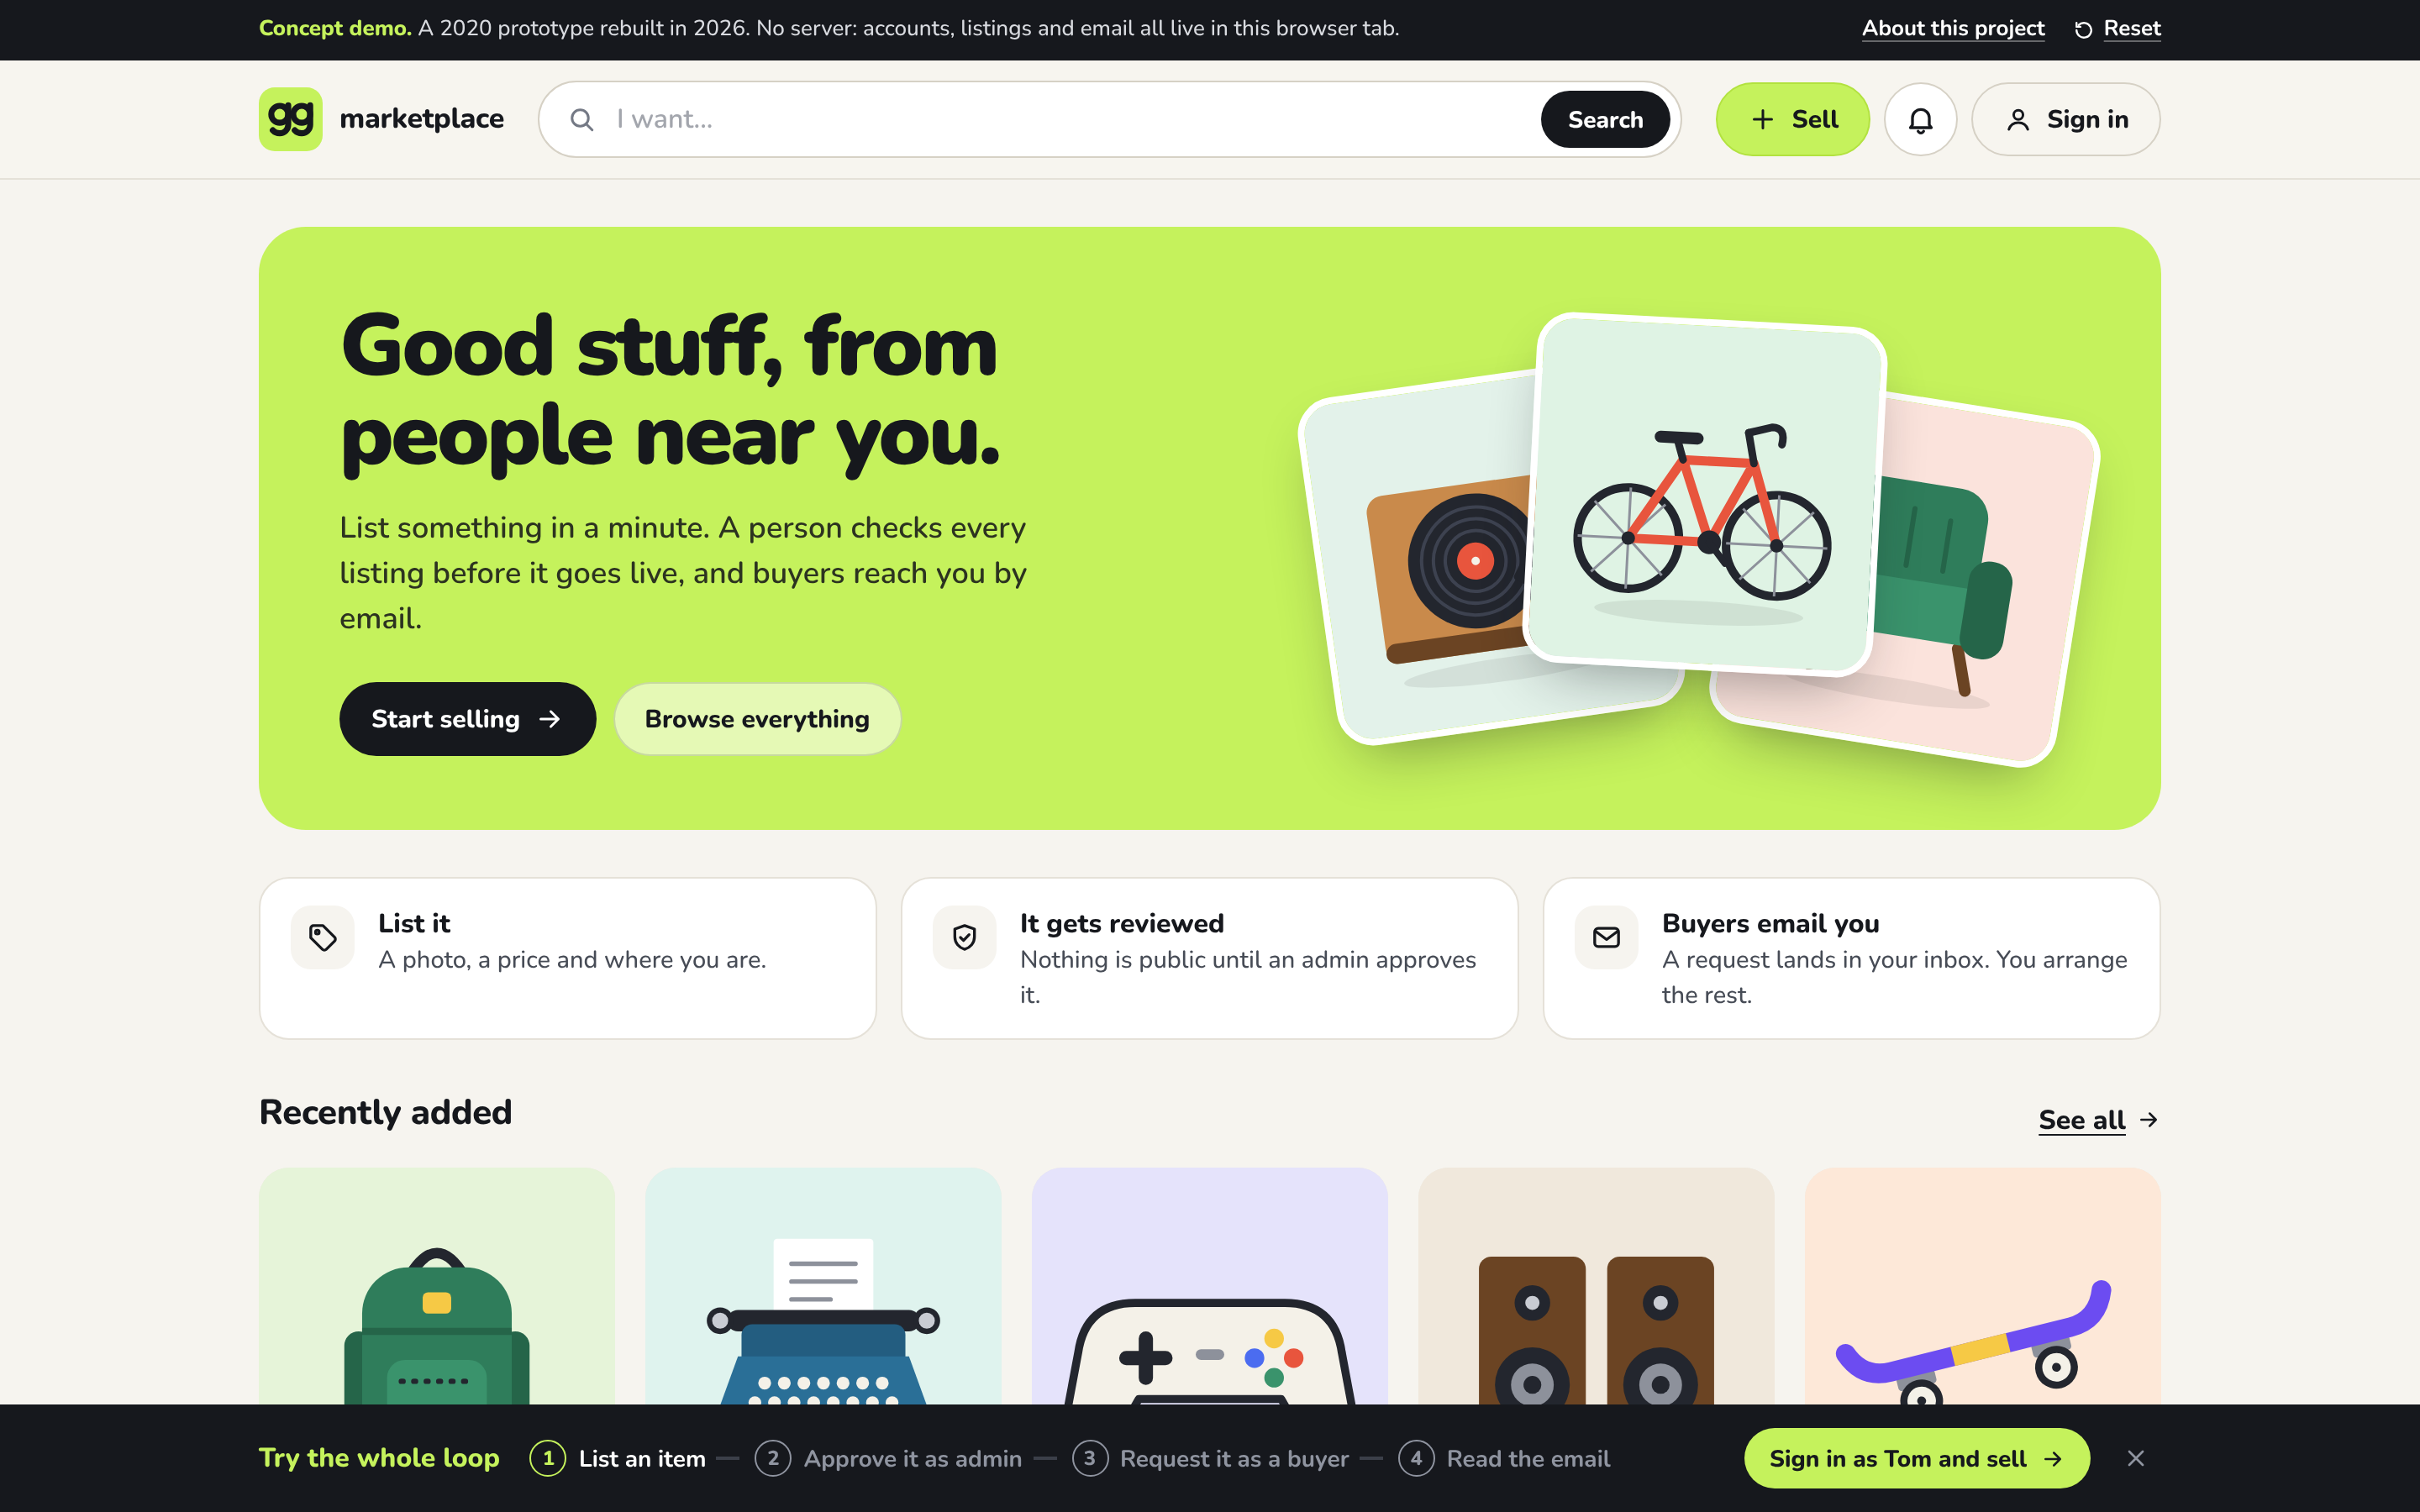 Concept demo. A 2020 prototype rebuilt in 2026. No server: accounts, listings and email all live in this browser tab.
About this project
Reset
gg marketplace
I want...
Search
Sell
Sign in
Good stuff, from
people near you.
List something in a minute. A person checks every
listing before it goes live, and buyers reach you by
email.
Start selling
Browse everything
List it
A photo, a price and where you are.
It gets reviewed
Nothing is public until an admin approves
it.
Buyers email you
A request lands in your inbox. You arrange
the rest.
Recently added
See all
Try the whole loop
1 List an item
2 Approve it as admin
3 Request it as a buyer
4 Read the email
Sign in as Tom and sell